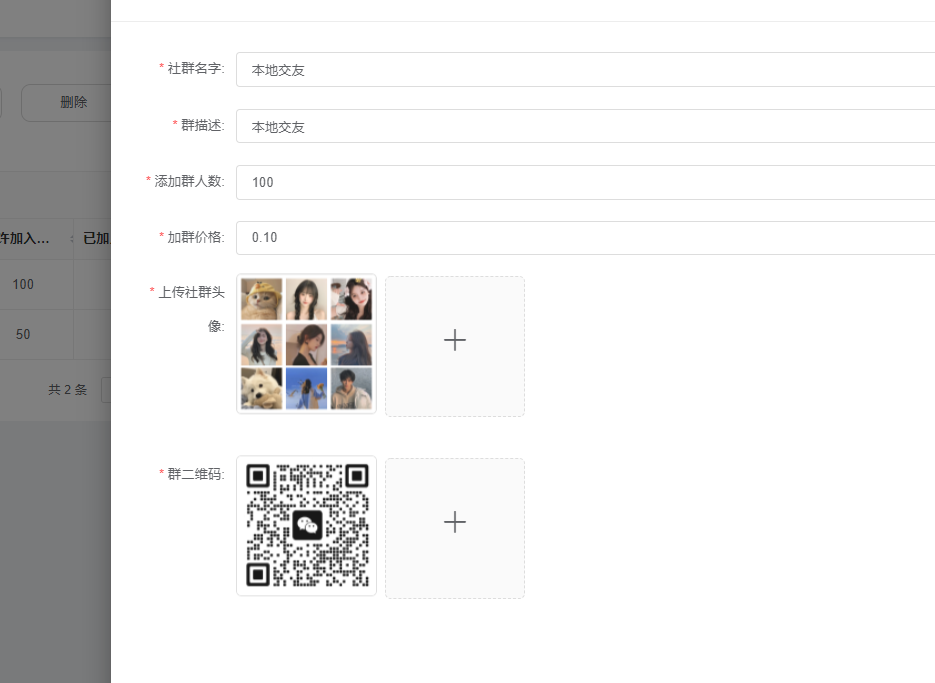 * 社群名字: 本地交友
删除
* 群描述: 本地交友
* 添加群人数: 100
许加入... 已加
* 加群价格: 0.10
100
* 上传社群头
像:
50
共 2 条
* 群二维码: